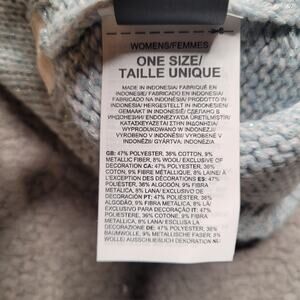 WOMENS/FEMMES
ONE SIZE/
TAILLE UNIQUE
MADE IN INDONESIA/ FABRIQUÉ EN
INDONÉSIE/ FABRICADO EN INDONESIA/
FABRICADO NA INDONÉSIA/ PRODOTTO IN
INDONESIA/ HERGESTELLT IN INDONESIEN/
GEMAAKT IN INDONESIË/
ИНДОНЕЗИИ/ ENDONEZYA'DA ÜRETİLMİŞTİR/
ΚΑΤΑΣΚΕΥΑΖΕΤΑΙ ΣΤΗΝ ΙΝΔΟΝΗΣΙΑ/
WYPRODUKOWANO W INDONEZJI/
VYROBENO V INDONÉSII/ VYROBENÉ V
INDONÉZII/ GYÁRTVA: INDONÉZIA
GB: 47% POLYESTER, 36% COTTON, 9%
METALLIC FIBER, 8% WOOL/ EXCLUSIVE OF
DECORATION CA: 47% POLYESTER, 36%
COTON, 9% FIBRE MÉTALLIQUE, 8% LAINE/ À
L'EXCEPTION DES DÉCORATIONS ES: 47%
POLIÉSTER, 36% ALGODÓN, 9% FIBRA
METÁLICA, 8% LANA/ EXCLUSIVO DE
DECORACIÓN PT: 47% POLIÉSTER, 36%
ALGODÃO, 9% FIBRA METÁLICA, 8% LÃ/
EXCLUSIVO PARA DECORAÇÃO IT: 47%
POLIESTERE, 36% COTONE, 9% FIBRA
METALLICA, 8% LANA/ ESCLUSA LA
DECORAZIONE DE: 47% POLYESTER, 36%
BAUMWOLLE, 9% METALLISCHE FASER, 8%
WOLLE/ AUSSCHLIEẞLICH DEKORATION NL: